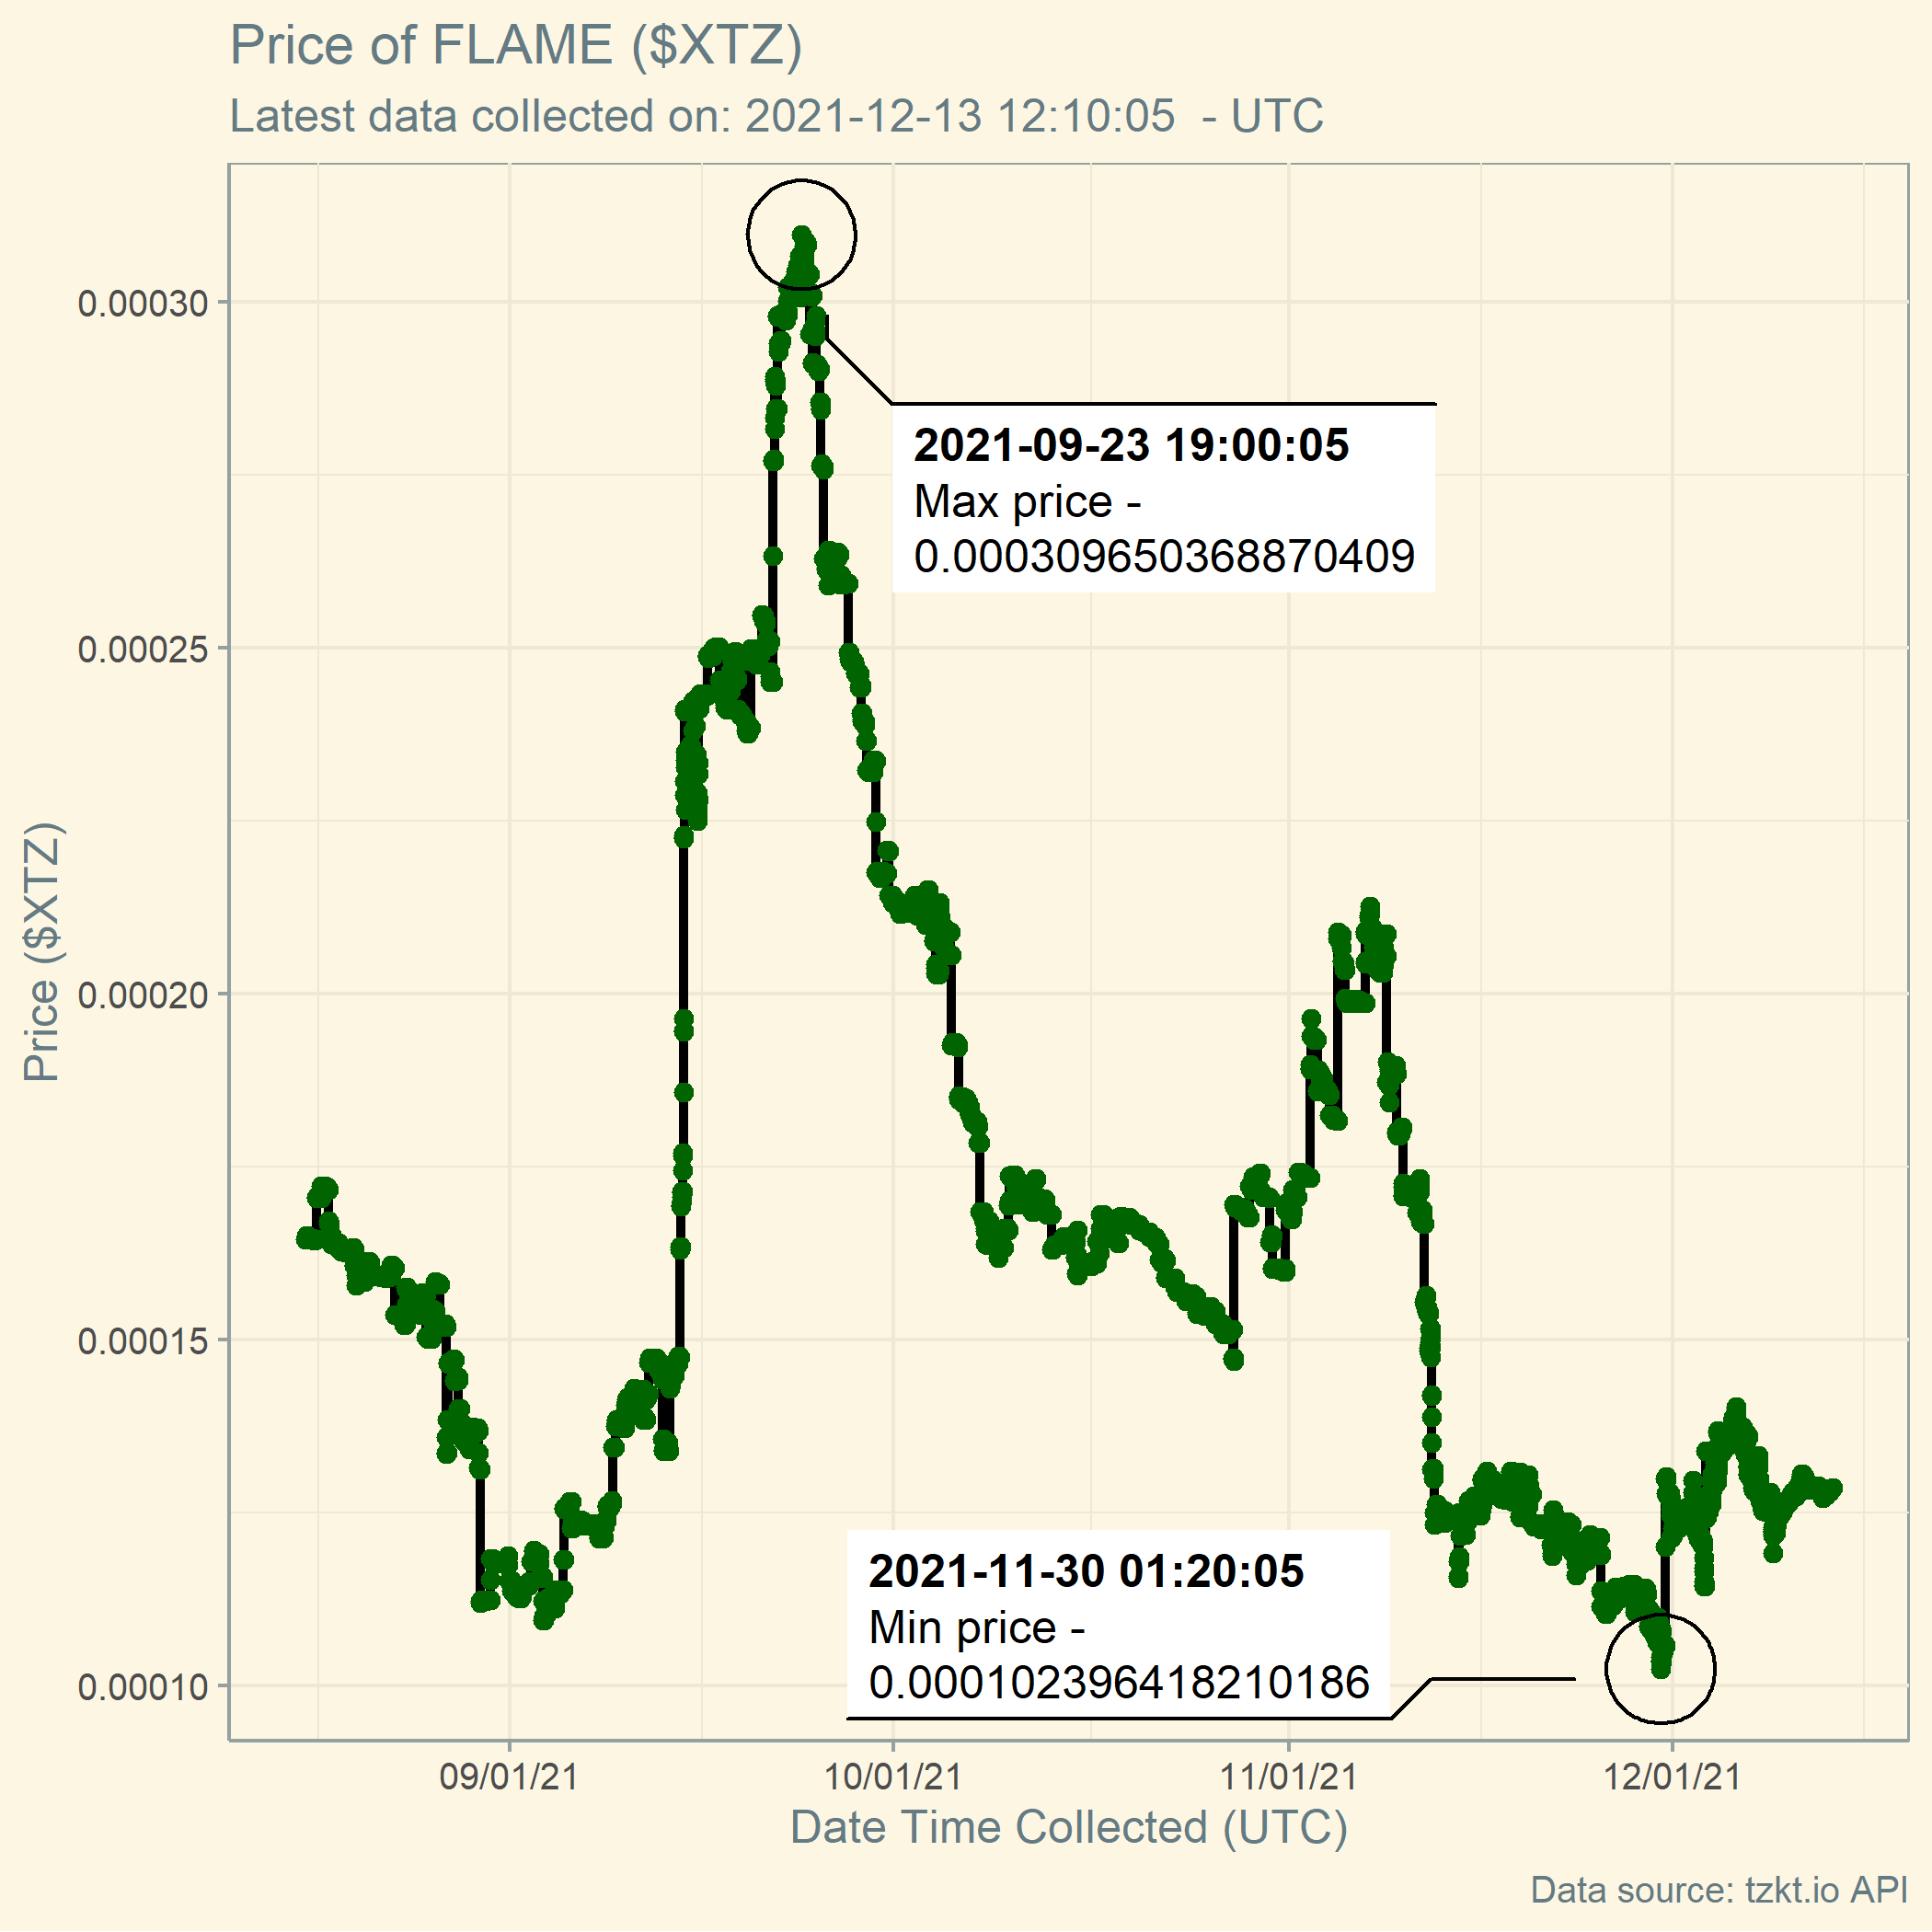 Price of FLAME ($XTZ)
Latest data collected on: 2021-12-13 12:10:05  - UTC
0.00030
0.00025
0.00020
0.00015
0.00010
Price ($XTZ)
2021-09-23 19:00:05
Max price -
0.000309650368870409
2021-11-30 01:20:05
Min price -
0.000102396418210186
09/01/21
10/01/21
11/01/21
12/01/21
Date Time Collected (UTC)
Data source: tzkt.io API